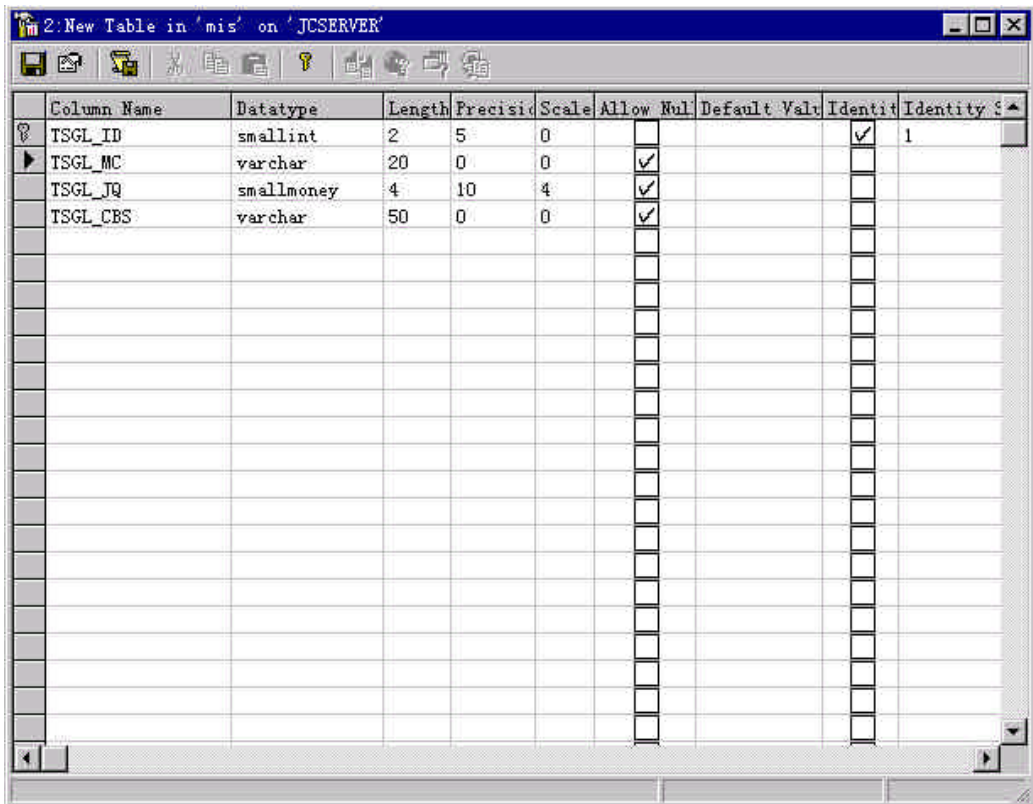 2:New Table in 'mis' on 'JCSERVER'
Column Name Datatype Length Precisio Scale Allow Nul Default Valu Identit Identity S
TSGL_ID smallint 2 5 0 1
TSGL_MC varchar 20 0 0
TSGL_JQ smallmoney 4 10 4
TSGL_CBS varchar 50 0 0